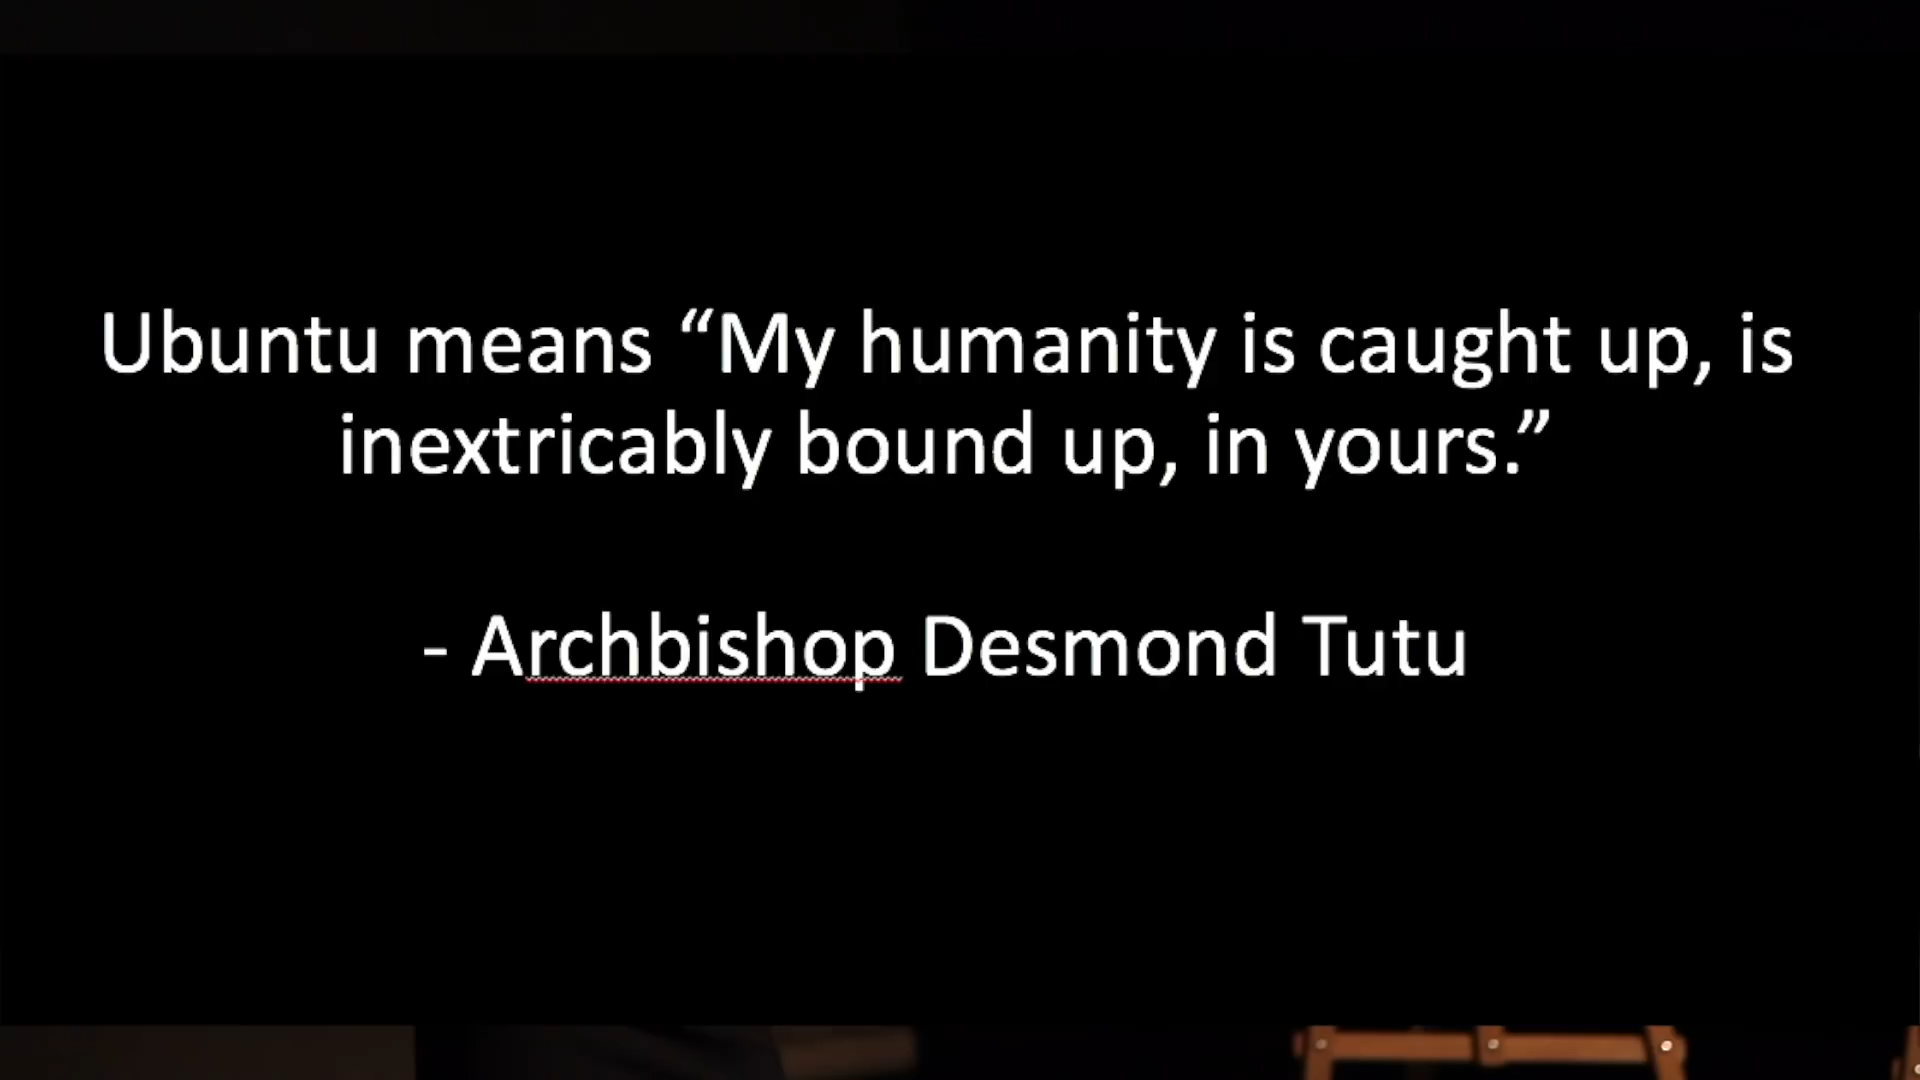 Ubuntu means “My humanity is caught up, is
inextricably bound up, in yours.”
- Archbishop Desmond Tutu